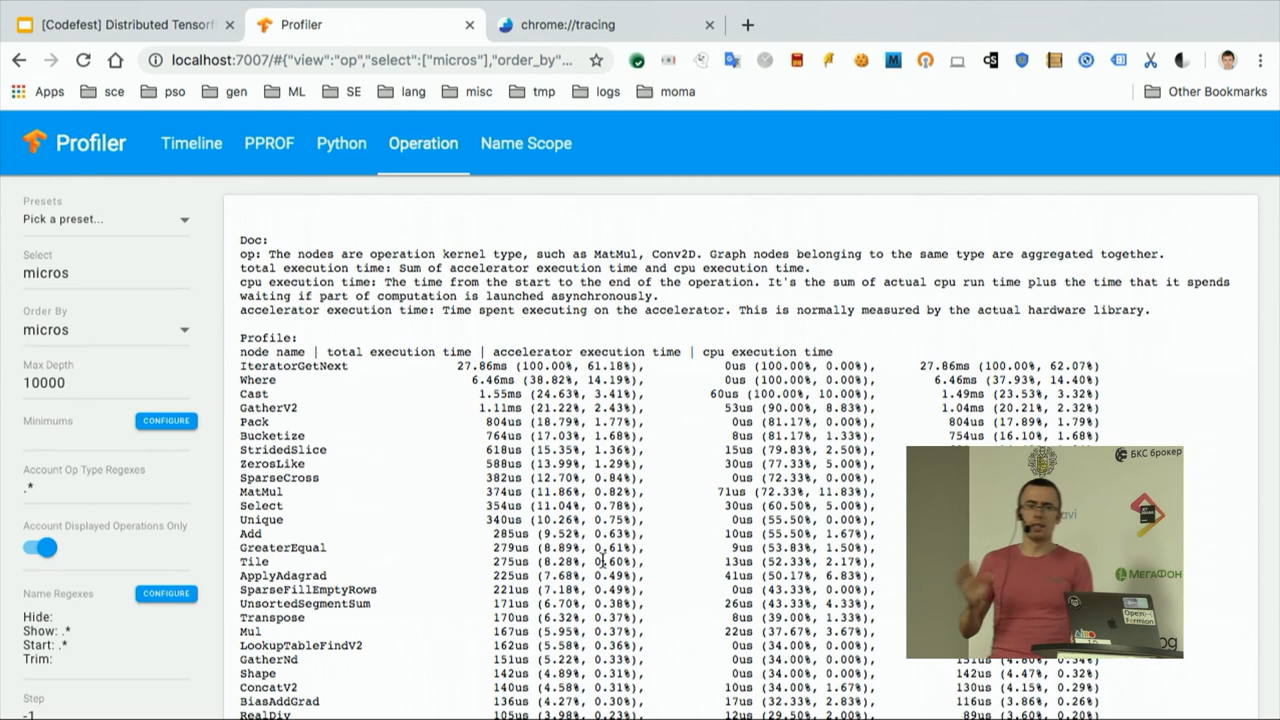 [Codefest] Distributed Tensorfl
Profiler
chrome://tracing
localhost:7007/#{"view":"op","select":["micros"],"order_by"...
Apps sce pso gen ML SE lang misc tmp logs moma Other Bookmarks
Profiler Timeline PPROF Python Operation Name Scope
Presets
Pick a preset...
Select
micros
Order By
micros
Max Depth
10000
Minimums CONFIGURE
Account Op Type Regexes
.*
Account Displayed Operations Only
Name Regexes CONFIGURE
Hide:
Show: .*
Start: .*
Trim:
Step
-1
Doc:
op: The nodes are operation kernel type, such as MatMul, Conv2D. Graph nodes belonging to the same type are aggregated together.
total execution time: Sum of accelerator execution time and cpu execution time.
cpu execution time: The time from the start to the end of the operation. It's the sum of actual cpu run time plus the time that it spends
waiting if part of computation is launched asynchronously.
accelerator execution time: Time spent executing on the accelerator. This is normally measured by the actual hardware library.
Profile:
node name | total execution time | accelerator execution time | cpu execution time
IteratorGetNext 27.86ms (100.00%, 61.18%), 0us (100.00%, 0.00%), 27.86ms (100.00%, 62.07%)
Where 6.46ms (38.82%, 14.19%), 0us (100.00%, 0.00%), 6.46ms (37.93%, 14.40%)
Cast 1.55ms (24.63%, 3.41%), 60us (100.00%, 10.00%), 1.49ms (23.53%, 3.32%)
GatherV2 1.11ms (21.22%, 2.43%), 53us (90.00%, 8.83%), 1.04ms (20.21%, 2.32%)
Pack 804us (18.79%, 1.77%), 0us (81.17%, 0.00%), 804us (17.89%, 1.79%)
Bucketize 764us (17.03%, 1.68%), 8us (81.17%, 1.33%), 754us (16.10%, 1.68%)
StridedSlice 618us (15.35%, 1.36%), 15us (79.83%, 2.50%),
ZerosLike 588us (13.99%, 1.29%), 30us (77.33%, 5.00%),
SparseCross 382us (12.70%, 0.84%), 0us (72.33%, 0.00%),
MatMul 374us (11.86%, 0.82%), 71us (72.33%, 11.83%),
Select 354us (11.04%, 0.78%), 30us (60.50%, 5.00%),
Unique 340us (10.26%, 0.75%), 0us (55.50%, 0.00%),
Add 285us (9.52%, 0.63%), 10us (55.50%, 1.67%),
GreaterEqual 279us (8.89%, 0.61%), 9us (53.83%, 1.50%),
Tile 275us (8.28%, 0.60%), 13us (52.33%, 2.17%),
ApplyAdagrad 225us (7.68%, 0.49%), 41us (50.17%, 6.83%),
SparseFillEmptyRows 221us (7.18%, 0.49%), 0us (43.33%, 0.00%),
UnsortedSegmentSum 171us (6.70%, 0.38%), 26us (43.33%, 4.33%),
Transpose 170us (6.32%, 0.37%), 8us (39.00%, 1.33%),
Mul 167us (5.95%, 0.37%), 22us (37.67%, 3.67%),
LookupTableFindV2 162us (5.58%, 0.36%), 0us (34.00%, 0.00%),
GatherNd 151us (5.22%, 0.33%), 0us (34.00%, 0.00%), 151us (4.80%, 0.34%)
Shape 142us (4.89%, 0.31%), 0us (34.00%, 0.00%), 142us (4.47%, 0.32%)
ConcatV2 140us (4.58%, 0.31%), 10us (34.00%, 1.67%), 130us (4.15%, 0.29%)
BiasAddGrad 136us (4.27%, 0.30%), 17us (32.33%, 2.83%), 116us (3.86%, 0.26%)
RealDiv 105us (3.98%, 0.23%), 12us (29.50%, 2.00%), 89us (3.60%, 0.20%)
БКС брокер
МЕГАФОН